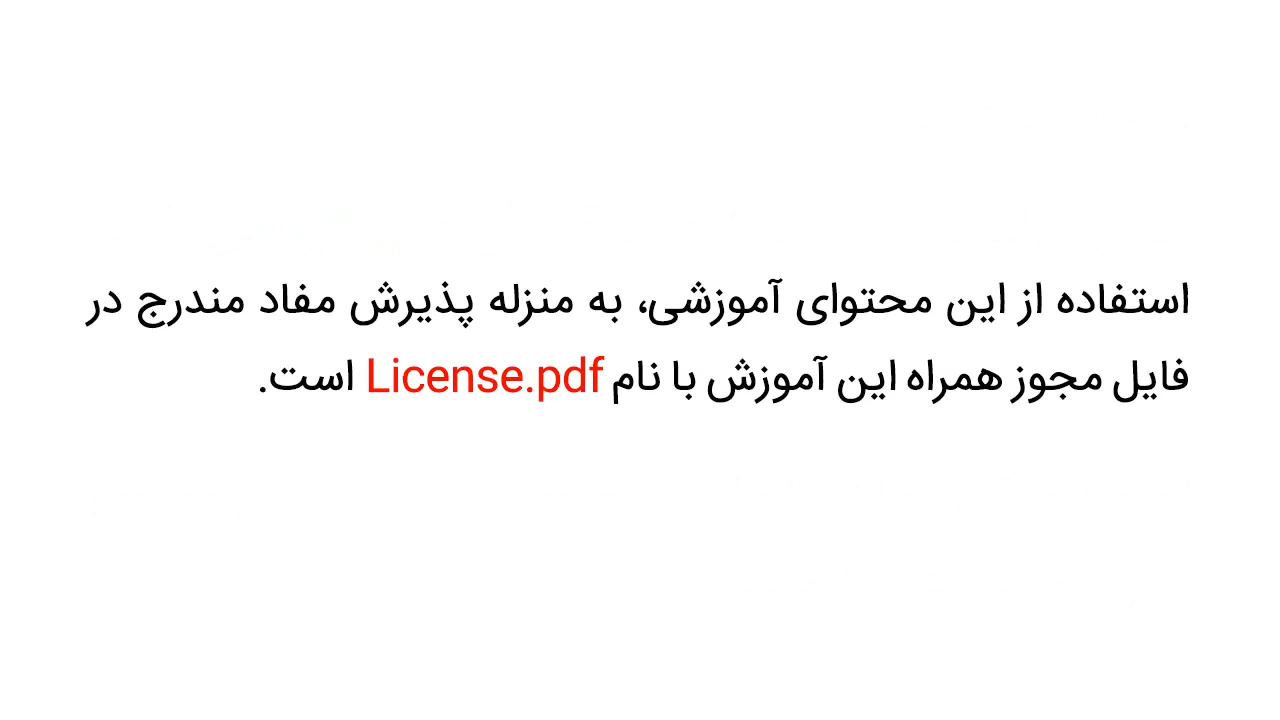 استفاده از این محتوای آموزشی، به منزله پذیرش مفاد مندرج در
فایل مجوز همراه این آموزش با نام License.pdf است.